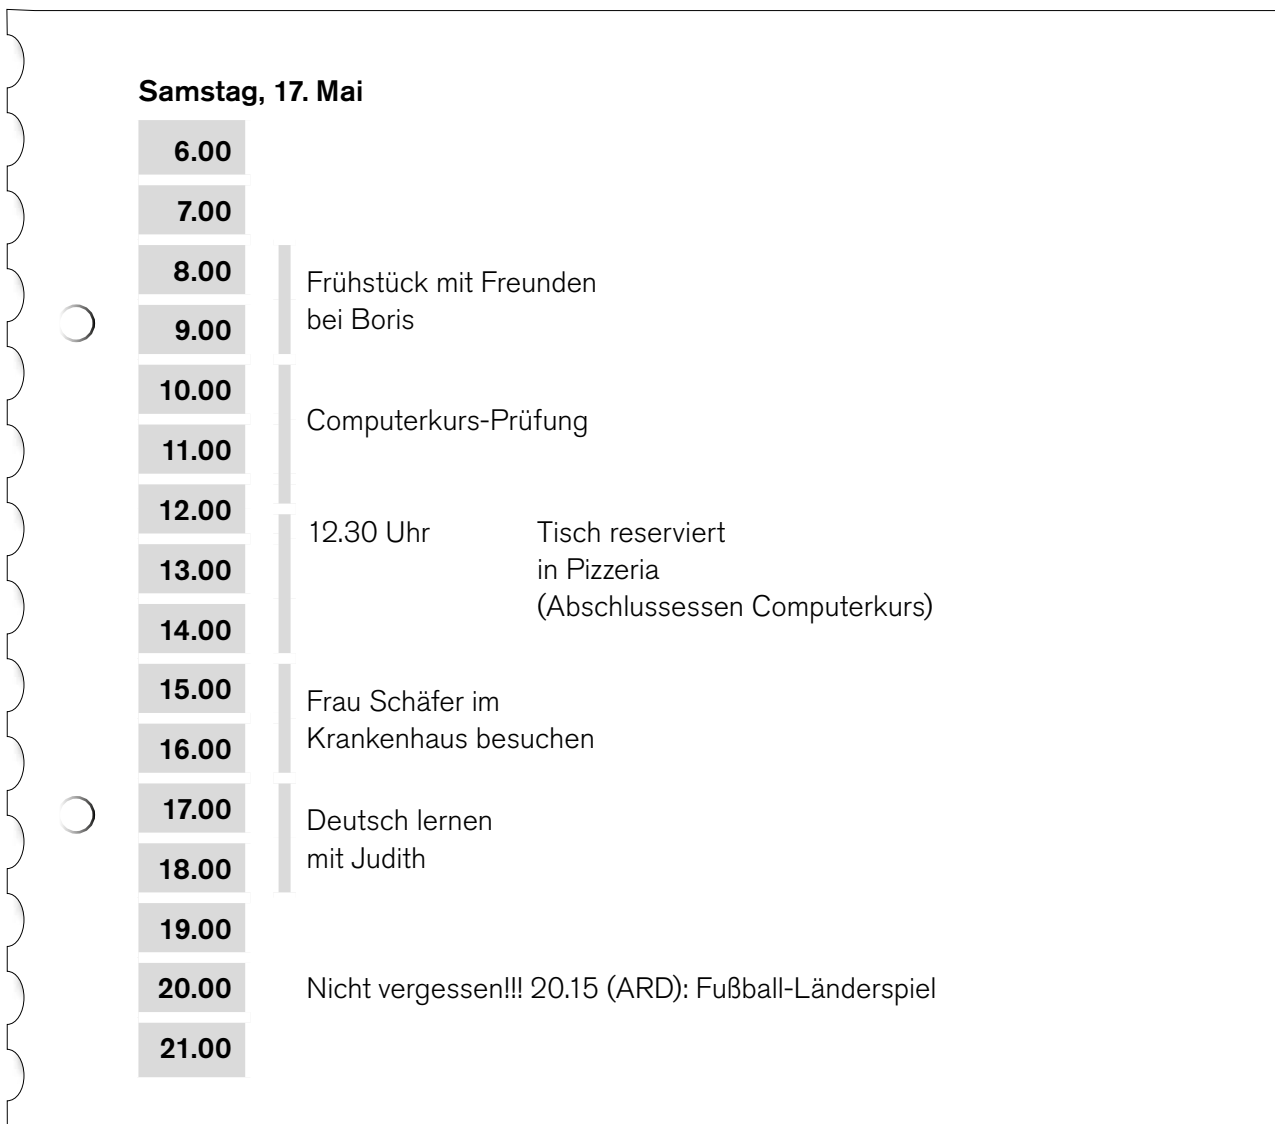 Samstag, 17. Mai
6.00
7.00
8.00
Frühstück mit Freunden
bei Boris
9.00
10.00
Computerkurs-Prüfung
11.00
12.00
12.30 Uhr Tisch reserviert
in Pizzeria
13.00
(Abschlussessen Computerkurs)
14.00
15.00
Frau Schäfer im
Krankenhaus besuchen
16.00
17.00
Deutsch lernen
mit Judith
18.00
19.00
20.00 Nicht vergessen!!! 20.15 (ARD): Fußball-Länderspiel
21.00